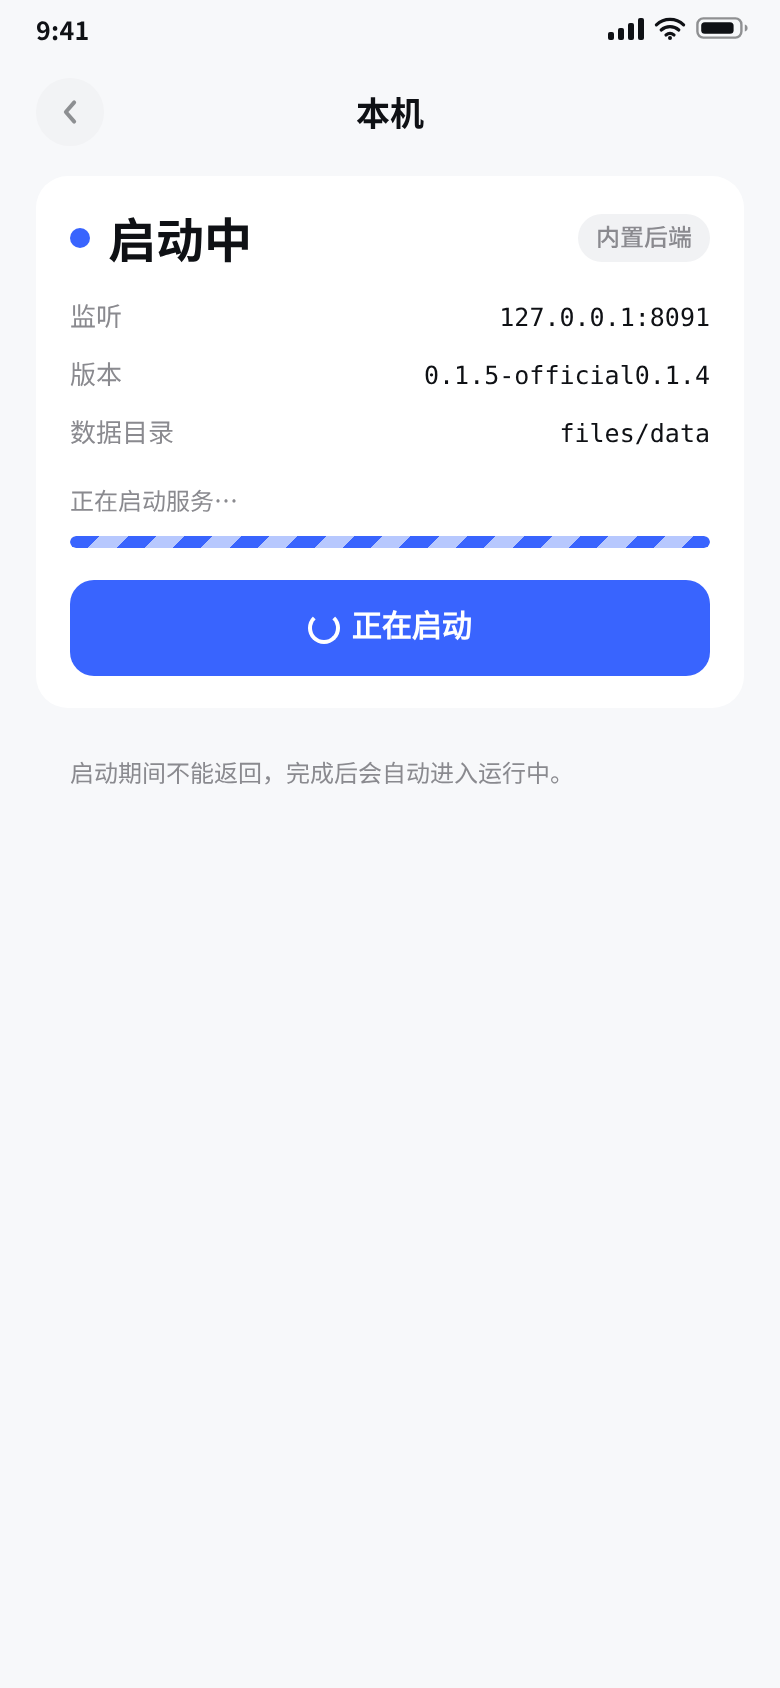 9:41
本机
启动中
内置后端
监听 127.0.0.1:8091
版本 0.1.5-official0.1.4
数据目录 files/data
正在启动服务…
正在启动
启动期间不能返回，完成后会自动进入运行中。